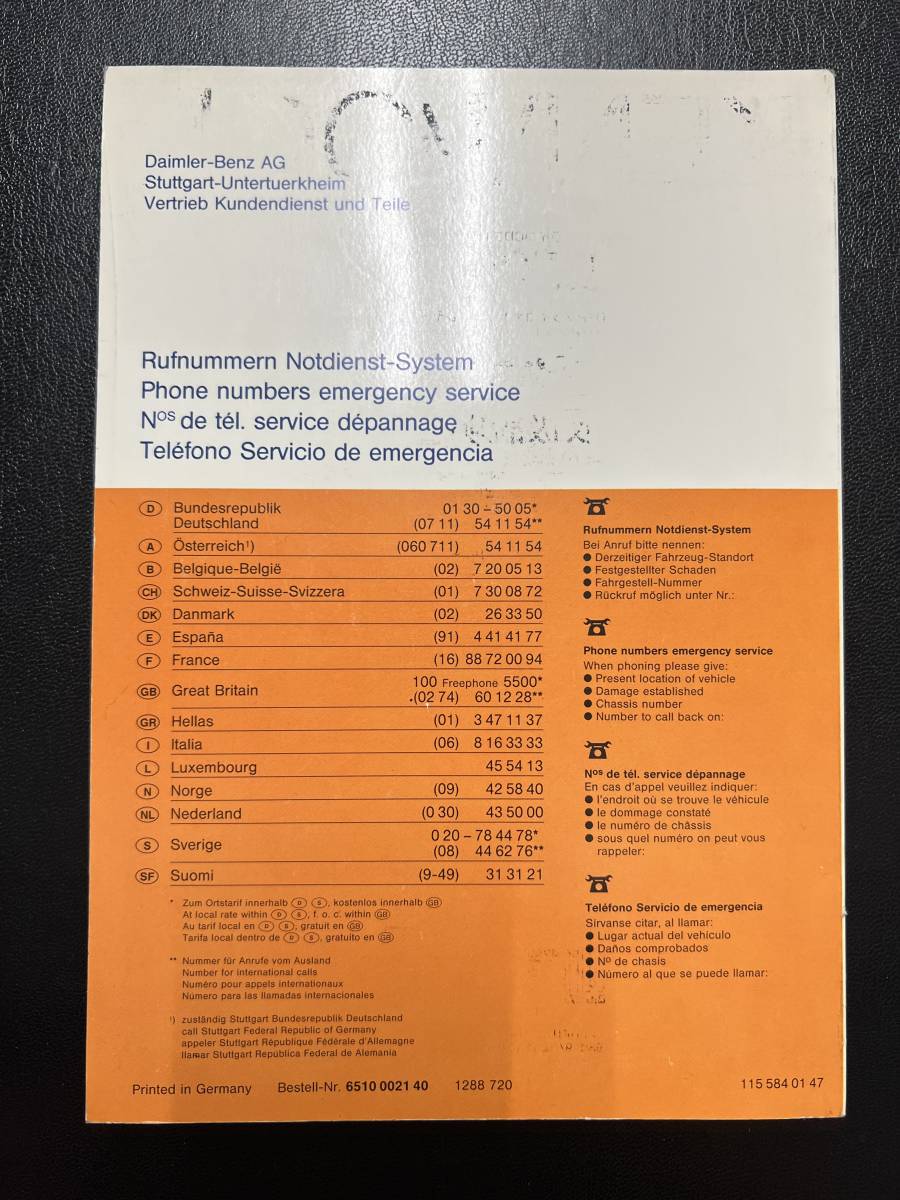 Daimler-Benz AG
Stuttgart-Untertuerkheim
Vertrieb Kundendienst und Teile
Rufnummern Notdienst-System
Phone numbers emergency service
Nos de tél. service dépannage
Teléfono Servicio de emergencia
D Bundesrepublik 01 30 – 50 05*
Deutschland (07 11) 54 11 54**
A Österreich¹) (060 711) 54 11 54
B Belgique-België (02) 7 20 05 13
CH Schweiz-Suisse-Svizzera (01) 7 30 08 72
DK Danmark (02) 26 33 50
E España (91) 4 41 41 77
F France (16) 88 72 00 94
GB Great Britain 100 Freephone 5500*
(02 74) 60 12 28**
GR Hellas (01) 3 47 11 37
I Italia (06) 8 16 33 33
L Luxembourg 45 54 13
N Norge (09) 42 58 40
NL Nederland (0 30) 43 50 00
S Sverige 0 20 – 78 44 78*
(08) 44 62 76**
SF Suomi (9-49) 31 31 21
* Zum Ortstarif innerhalb D S, kostenlos innerhalb GB
At local rate within D S, f. o. c. within GB
Au tarif local en D S, gratuit en GB
Tarifa local dentro de D S, gratuito en GB
** Nummer für Anrufe vom Ausland
Number for international calls
Numéro pour appels internationaux
Número para las llamadas internacionales
¹) zuständig Stuttgart Bundesrepublik Deutschland
call Stuttgart Federal Republic of Germany
appeler Stuttgart République Fédérale d'Allemagne
llamar Stuttgart República Federal de Alemania
Rufnummern Notdienst-System
Bei Anruf bitte nennen:
● Derzeitiger Fahrzeug-Standort
● Festgestellter Schaden
● Fahrgestell-Nummer
● Rückruf möglich unter Nr.:
Phone numbers emergency service
When phoning please give:
● Present location of vehicle
● Damage established
● Chassis number
● Number to call back on:
Nos de tél. service dépannage
En cas d'appel veuillez indiquer:
● l'endroit où se trouve le véhicule
● le dommage constaté
● le numéro de châssis
● sous quel numéro on peut vous
rappeler:
Teléfono Servicio de emergencia
Sírvanse citar, al llamar:
● Lugar actual del vehículo
● Daños comprobados
● Nº de chasis
● Número al que se puede llamar:
Printed in Germany Bestell-Nr. 6510 0021 40 1288 720 115 584 01 47